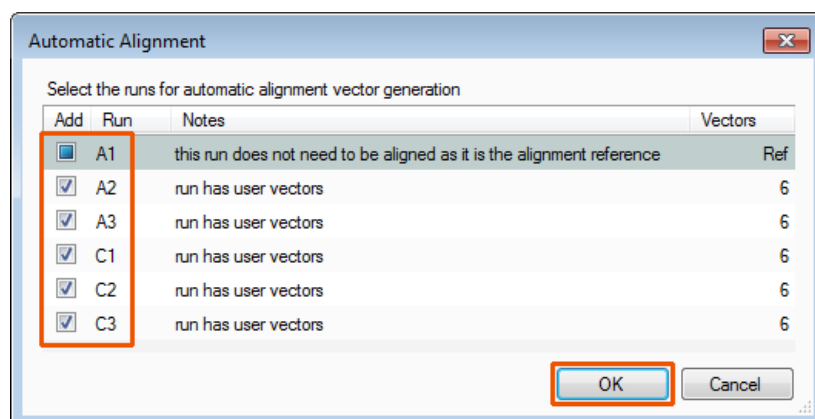 Automatic Alignment
Select the runs for automatic alignment vector generation
Add Run Notes Vectors
A1 this run does not need to be aligned as it is the alignment reference Ref
A2 run has user vectors 6
A3 run has user vectors 6
C1 run has user vectors 6
C2 run has user vectors 6
C3 run has user vectors 6
OK Cancel